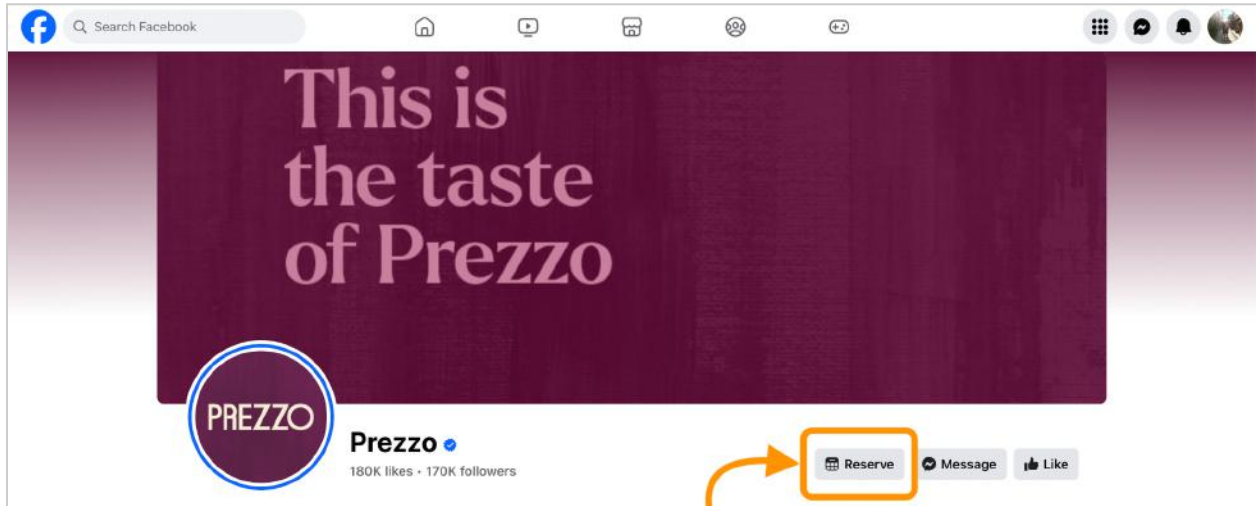 Search Facebook
This is
the taste
of Prezzo
PREZZO
Prezzo
180K likes · 170K followers
Reserve
Message
Like